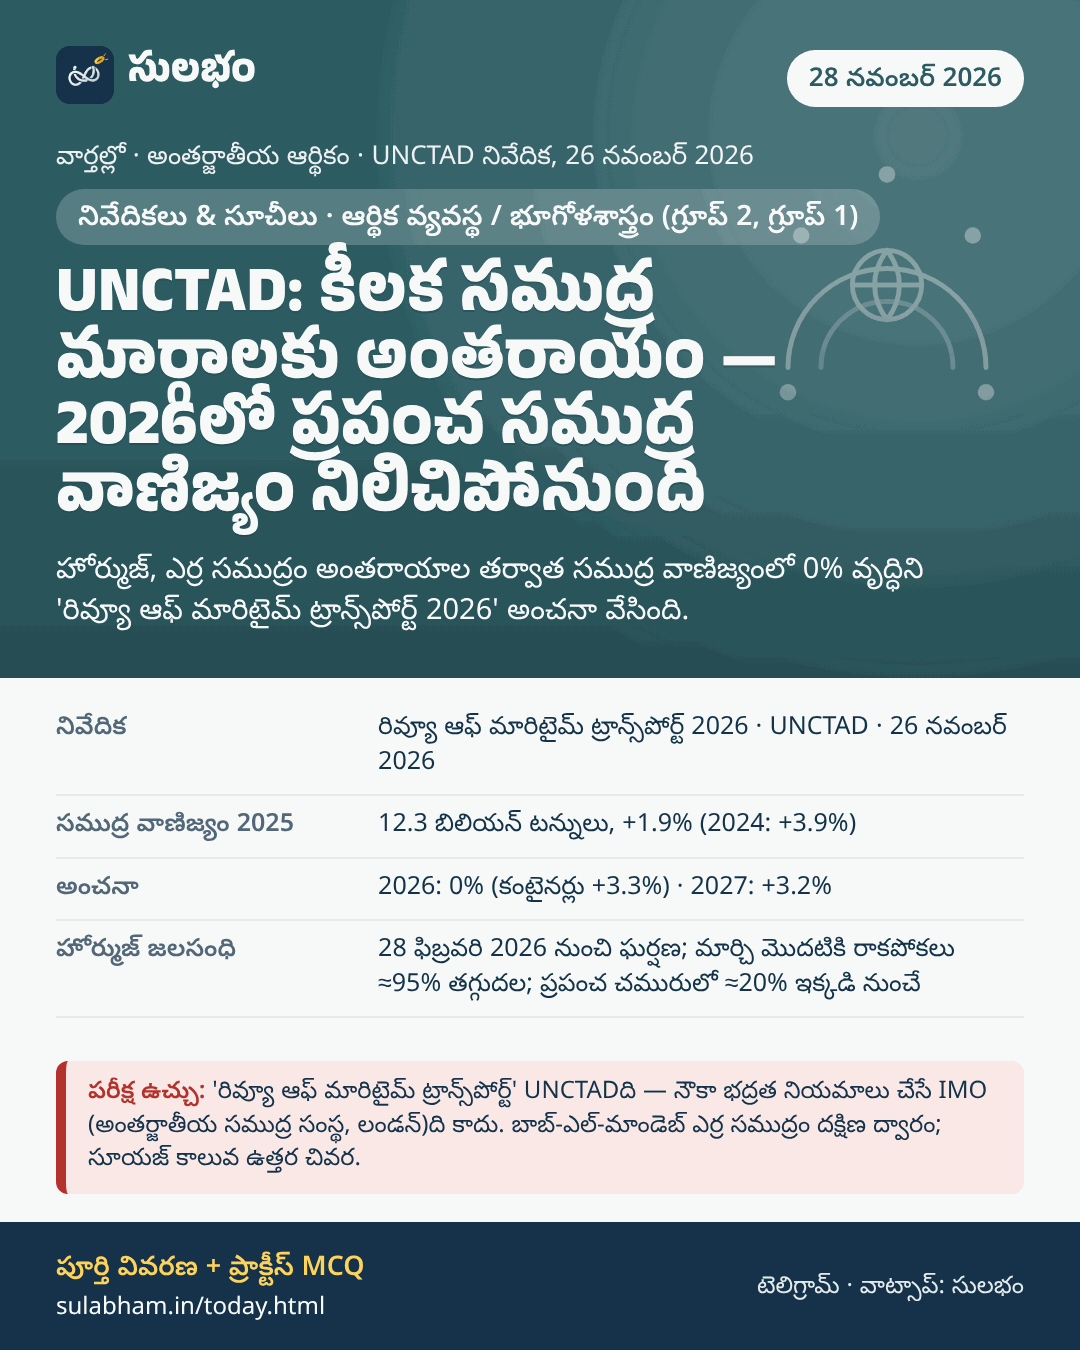 సులభం
28 నవంబర్ 2026
వార్తల్లో · అంతర్జాతీయ ఆర్థికం · UNCTAD నివేదిక, 26 నవంబర్ 2026
నివేదికలు & సూచీలు · ఆర్థిక వ్యవస్థ / భూగోళశాస్త్రం (గ్రూప్ 2, గ్రూప్ 1)
UNCTAD: కీలక సముద్ర
మార్గాలకు అంతరాయం —
2026లో ప్రపంచ సముద్ర
వాణిజ్యం నిలిచిపోనుంది
హోర్ముజ్, ఎర్ర సముద్రం అంతరాయాల తర్వాత సముద్ర వాణిజ్యంలో 0% వృద్ధిని
'రివ్యూ ఆఫ్ మారిటైమ్ ట్రాన్స్‌పోర్ట్ 2026' అంచనా వేసింది.
నివేదిక
రివ్యూ ఆఫ్ మారిటైమ్ ట్రాన్స్‌పోర్ట్ 2026 · UNCTAD · 26 నవంబర్
2026
సముద్ర వాణిజ్యం 2025
12.3 బిలియన్ టన్నులు, +1.9% (2024: +3.9%)
అంచనా
2026: 0% (కంటైనర్లు +3.3%) · 2027: +3.2%
హోర్ముజ్ జలసంధి
28 ఫిబ్రవరి 2026 నుంచి ఘర్షణ; మార్చి మొదటికి రాకపోకలు
≈95% తగ్గుదల; ప్రపంచ చమురులో ≈20% ఇక్కడి నుంచే
పరీక్ష ఉచ్చు: 'రివ్యూ ఆఫ్ మారిటైమ్ ట్రాన్స్‌పోర్ట్' UNCTADది — నౌకా భద్రత నియమాలు చేసే IMO
(అంతర్జాతీయ సముద్ర సంస్థ, లండన్)ది కాదు. బాబ్-ఎల్-మాండెబ్ ఎర్ర సముద్రం దక్షిణ ద్వారం;
సూయజ్ కాలువ ఉత్తర చివర.
పూర్తి వివరణ + ప్రాక్టీస్ MCQ
sulabham.in/today.html
టెలిగ్రామ్ · వాట్సాప్: సులభం